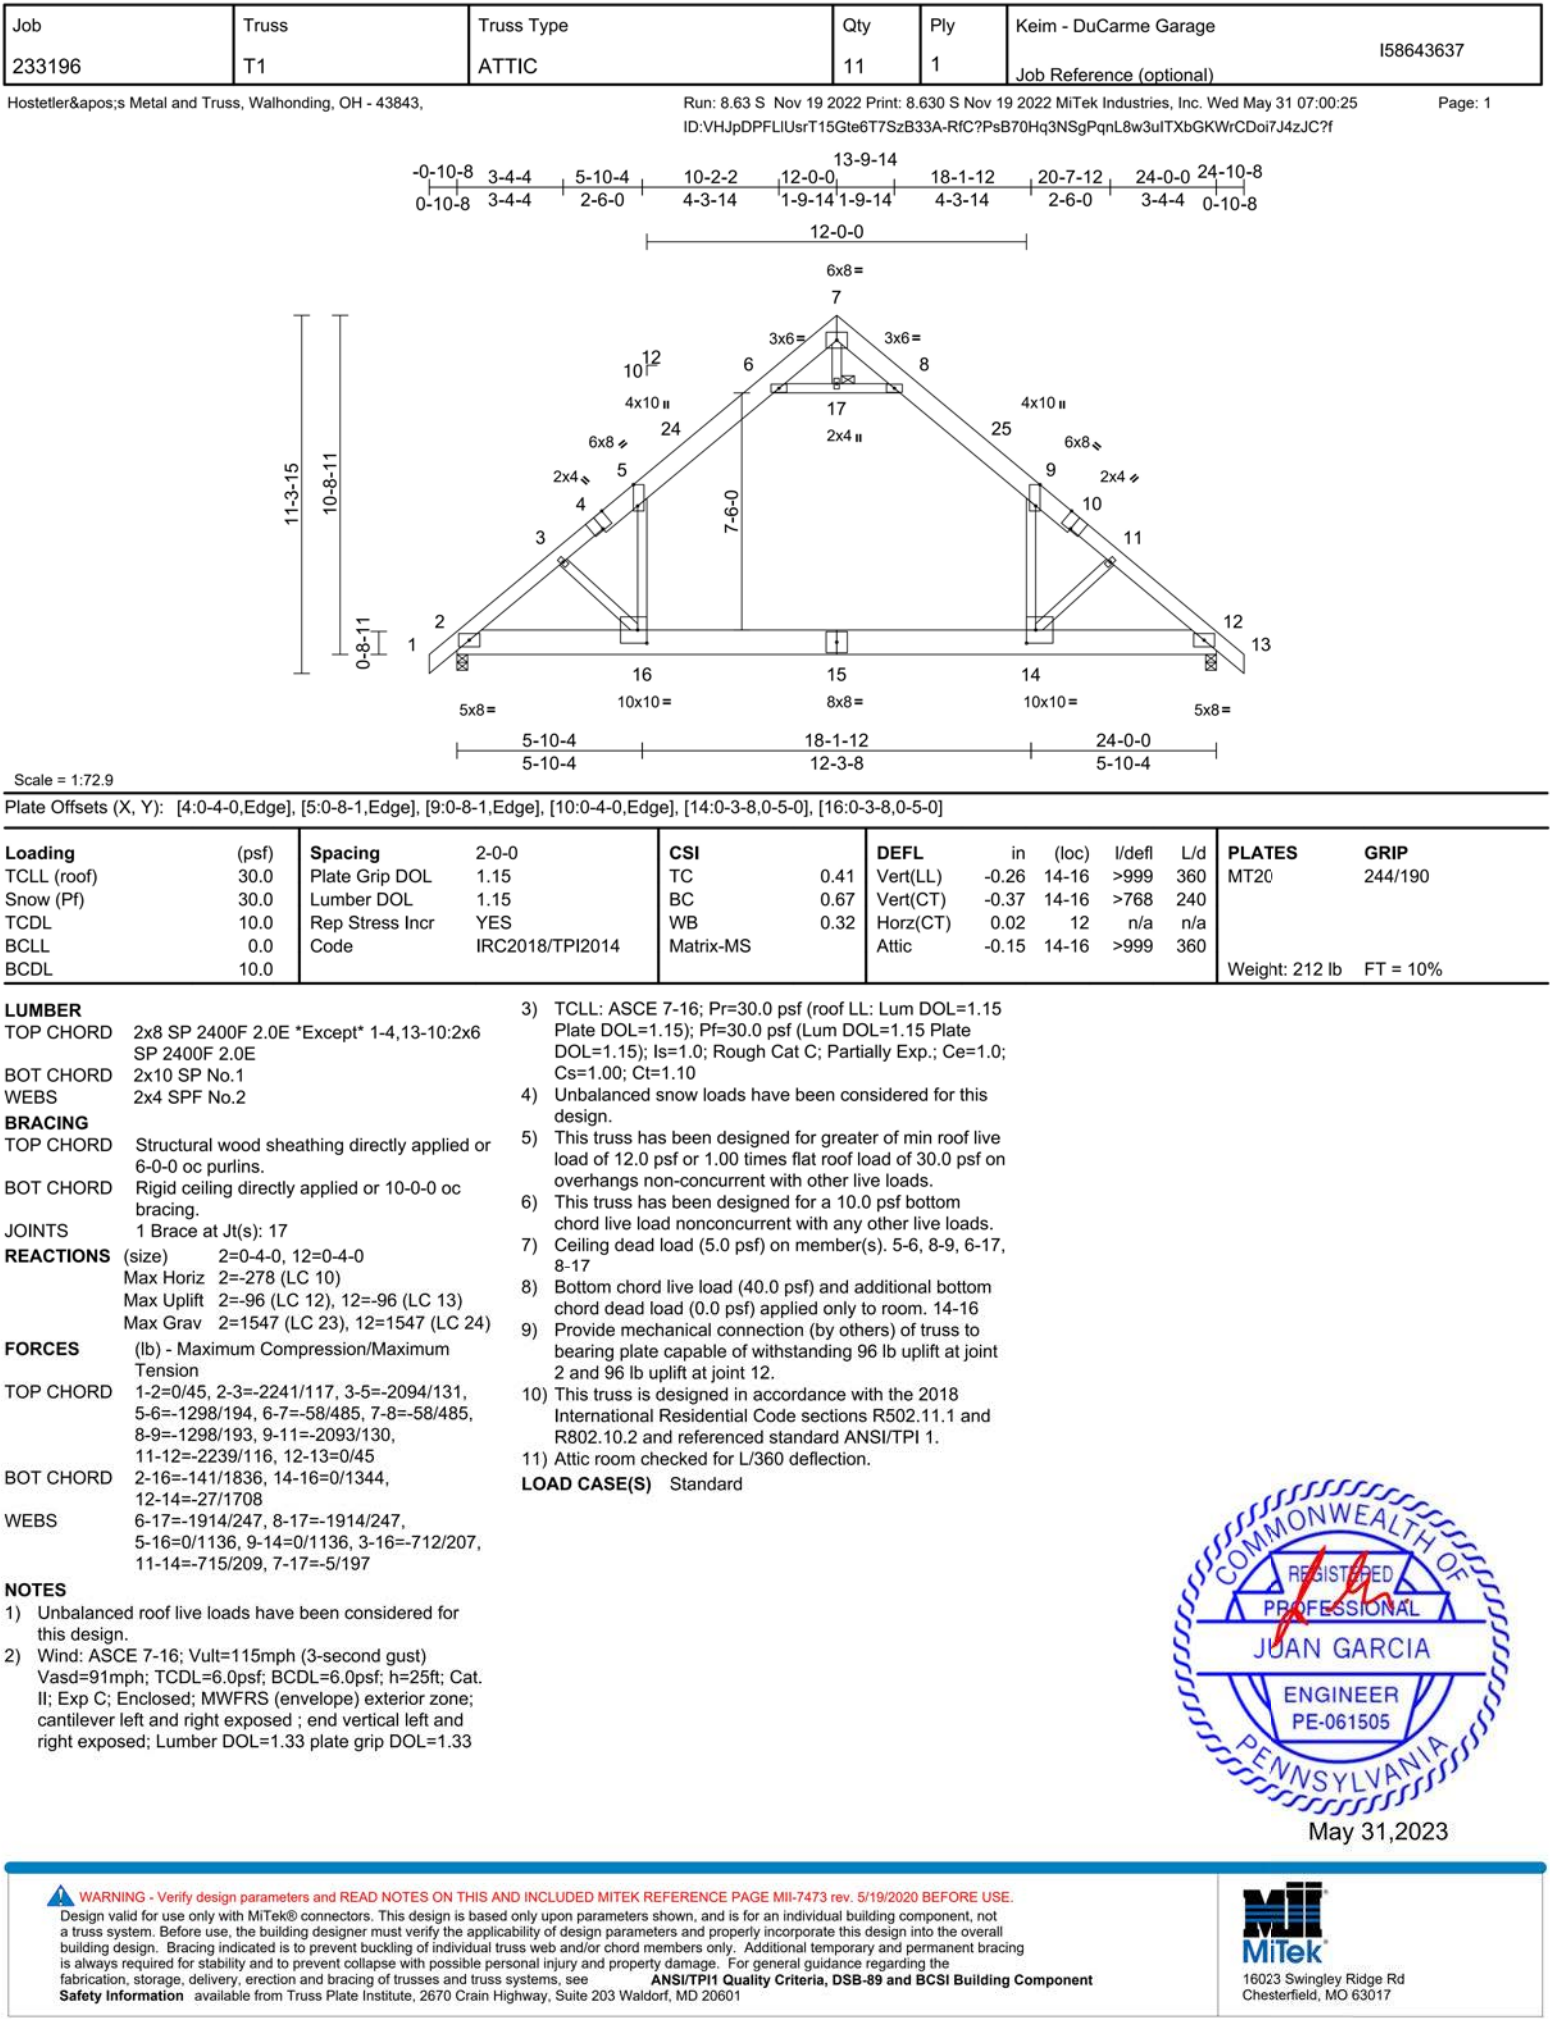 Job Truss Truss Type Qty Ply Keim - DuCarme Garage
I58643637
233196 T1 ATTIC 11 1 Job Reference (optional)
Hostetler&apos;s Metal and Truss, Walhonding, OH - 43843, Run: 8.63 S Nov 19 2022 Print: 8.630 S Nov 19 2022 MiTek Industries, Inc. Wed May 31 07:00:25 Page: 1
ID:VHJpDPFLIUsrT15Gte6T7SzB33A-RfC?PsB70Hq3NSgPqnL8w3uITXbGKWrCDoi7J4zJC?f
13-9-14
-0-10-8 3-4-4 5-10-4 10-2-2 12-0-0 18-1-12 20-7-12 24-0-0 24-10-8
0-10-8 3-4-4 2-6-0 4-3-14 1-9-14 1-9-14 4-3-14 2-6-0 3-4-4 0-10-8
12-0-0
6x8=
7
3x6= 3x6=
12
10
6 8
4x10 II 17 4x10 II
24 2x4 II 25
6x8 6x8
5 9
2x4 2x4
4 10
11-3-15
10-8-11
7-6-0
3 11
2 12
1 13
0-8-11
16 15 14
5x8= 10x10= 8x8= 10x10= 5x8=
5-10-4 18-1-12 24-0-0
5-10-4 12-3-8 5-10-4
Scale = 1:72.9
Plate Offsets (X, Y): [4:0-4-0,Edge], [5:0-8-1,Edge], [9:0-8-1,Edge], [10:0-4-0,Edge], [14:0-3-8,0-5-0], [16:0-3-8,0-5-0]
Loading (psf) Spacing 2-0-0 CSI DEFL in (loc) l/defl L/d PLATES GRIP
TCLL (roof) 30.0 Plate Grip DOL 1.15 TC 0.41 Vert(LL) -0.26 14-16 >999 360 MT20 244/190
Snow (Pf) 30.0 Lumber DOL 1.15 BC 0.67 Vert(CT) -0.37 14-16 >768 240
TCDL 10.0 Rep Stress Incr YES WB 0.32 Horz(CT) 0.02 12 n/a n/a
BCLL 0.0 Code IRC2018/TPI2014 Matrix-MS Attic -0.15 14-16 >999 360
BCDL 10.0 Weight: 212 lb FT = 10%
LUMBER
TOP CHORD 2x8 SP 2400F 2.0E *Except* 1-4,13-10:2x6
SP 2400F 2.0E
BOT CHORD 2x10 SP No.1
WEBS 2x4 SPF No.2
BRACING
TOP CHORD Structural wood sheathing directly applied or
6-0-0 oc purlins.
BOT CHORD Rigid ceiling directly applied or 10-0-0 oc
bracing.
JOINTS 1 Brace at Jt(s): 17
REACTIONS (size) 2=0-4-0, 12=0-4-0
Max Horiz 2=-278 (LC 10)
Max Uplift 2=-96 (LC 12), 12=-96 (LC 13)
Max Grav 2=1547 (LC 23), 12=1547 (LC 24)
FORCES (lb) - Maximum Compression/Maximum
Tension
TOP CHORD 1-2=0/45, 2-3=-2241/117, 3-5=-2094/131,
5-6=-1298/194, 6-7=-58/485, 7-8=-58/485,
8-9=-1298/193, 9-11=-2093/130,
11-12=-2239/116, 12-13=0/45
BOT CHORD 2-16=-141/1836, 14-16=0/1344,
12-14=-27/1708
WEBS 6-17=-1914/247, 8-17=-1914/247,
5-16=0/1136, 9-14=0/1136, 3-16=-712/207,
11-14=-715/209, 7-17=-5/197
NOTES
1) Unbalanced roof live loads have been considered for
this design.
2) Wind: ASCE 7-16; Vult=115mph (3-second gust)
Vasd=91mph; TCDL=6.0psf; BCDL=6.0psf; h=25ft; Cat.
II; Exp C; Enclosed; MWFRS (envelope) exterior zone;
cantilever left and right exposed ; end vertical left and
right exposed; Lumber DOL=1.33 plate grip DOL=1.33
3) TCLL: ASCE 7-16; Pr=30.0 psf (roof LL: Lum DOL=1.15
Plate DOL=1.15); Pf=30.0 psf (Lum DOL=1.15 Plate
DOL=1.15); Is=1.0; Rough Cat C; Partially Exp.; Ce=1.0;
Cs=1.00; Ct=1.10
4) Unbalanced snow loads have been considered for this
design.
5) This truss has been designed for greater of min roof live
load of 12.0 psf or 1.00 times flat roof load of 30.0 psf on
overhangs non-concurrent with other live loads.
6) This truss has been designed for a 10.0 psf bottom
chord live load nonconcurrent with any other live loads.
7) Ceiling dead load (5.0 psf) on member(s). 5-6, 8-9, 6-17,
8-17
8) Bottom chord live load (40.0 psf) and additional bottom
chord dead load (0.0 psf) applied only to room. 14-16
9) Provide mechanical connection (by others) of truss to
bearing plate capable of withstanding 96 lb uplift at joint
2 and 96 lb uplift at joint 12.
10) This truss is designed in accordance with the 2018
International Residential Code sections R502.11.1 and
R802.10.2 and referenced standard ANSI/TPI 1.
11) Attic room checked for L/360 deflection.
LOAD CASE(S) Standard
COMMONWEALTH OF
REGISTERED
PROFESSIONAL
JUAN GARCIA
ENGINEER
PE-061505
PENNSYLVANIA
May 31,2023
WARNING - Verify design parameters and READ NOTES ON THIS AND INCLUDED MITEK REFERENCE PAGE MII-7473 rev. 5/19/2020 BEFORE USE.
Design valid for use only with MiTek® connectors. This design is based only upon parameters shown, and is for an individual building component, not
a truss system. Before use, the building designer must verify the applicability of design parameters and properly incorporate this design into the overall
building design. Bracing indicated is to prevent buckling of individual truss web and/or chord members only. Additional temporary and permanent bracing
is always required for stability and to prevent collapse with possible personal injury and property damage. For general guidance regarding the
fabrication, storage, delivery, erection and bracing of trusses and truss systems, see ANSI/TPI1 Quality Criteria, DSB-89 and BCSI Building Component
Safety Information available from Truss Plate Institute, 2670 Crain Highway, Suite 203 Waldorf, MD 20601
MiTek®
16023 Swingley Ridge Rd
Chesterfield, MO 63017